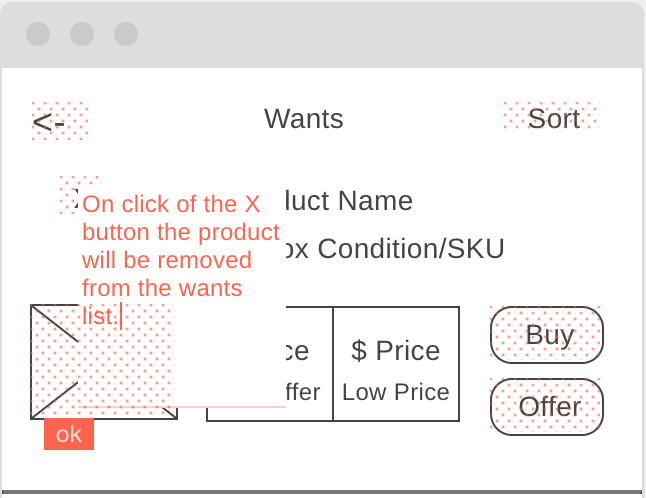 <-
Wants
Sort
On click of the X
button the product
will be removed
from the wants
list.
duct Name
ox Condition/SKU
ce
ffer
$ Price
Low Price
Buy
Offer
ok